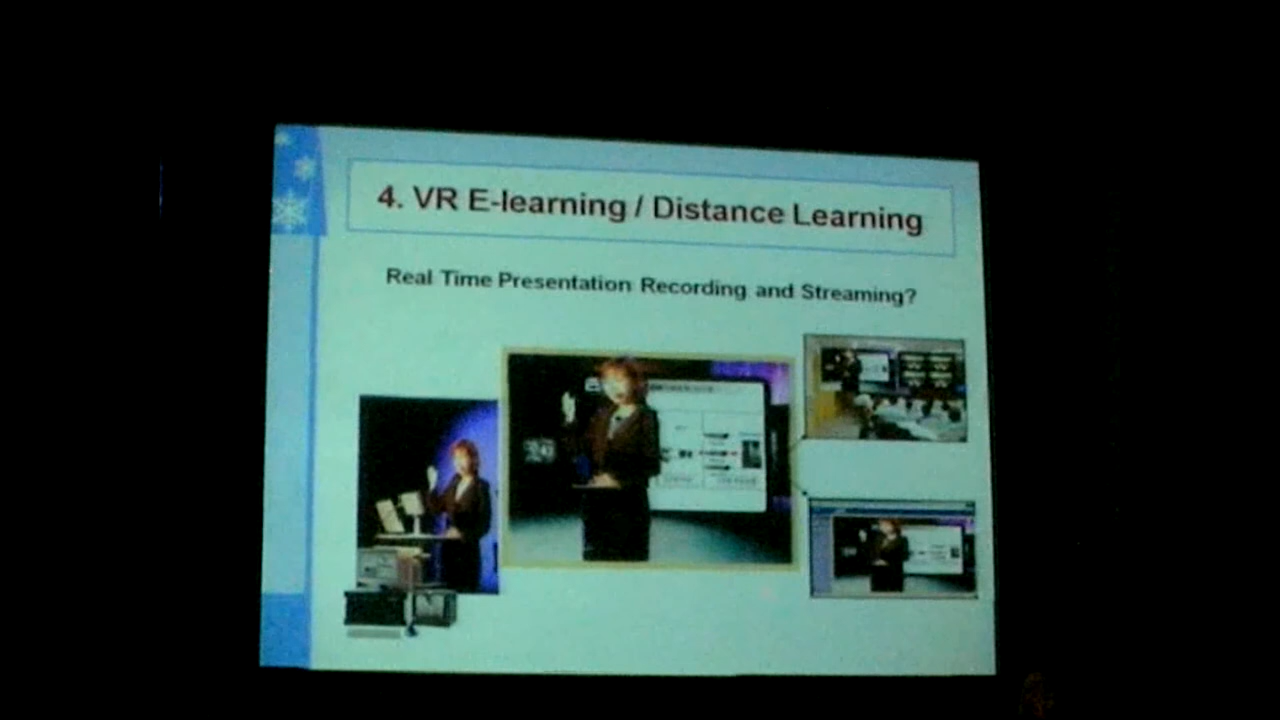 4. VR E-learning / Distance Learning
Real Time Presentation Recording and Streaming?